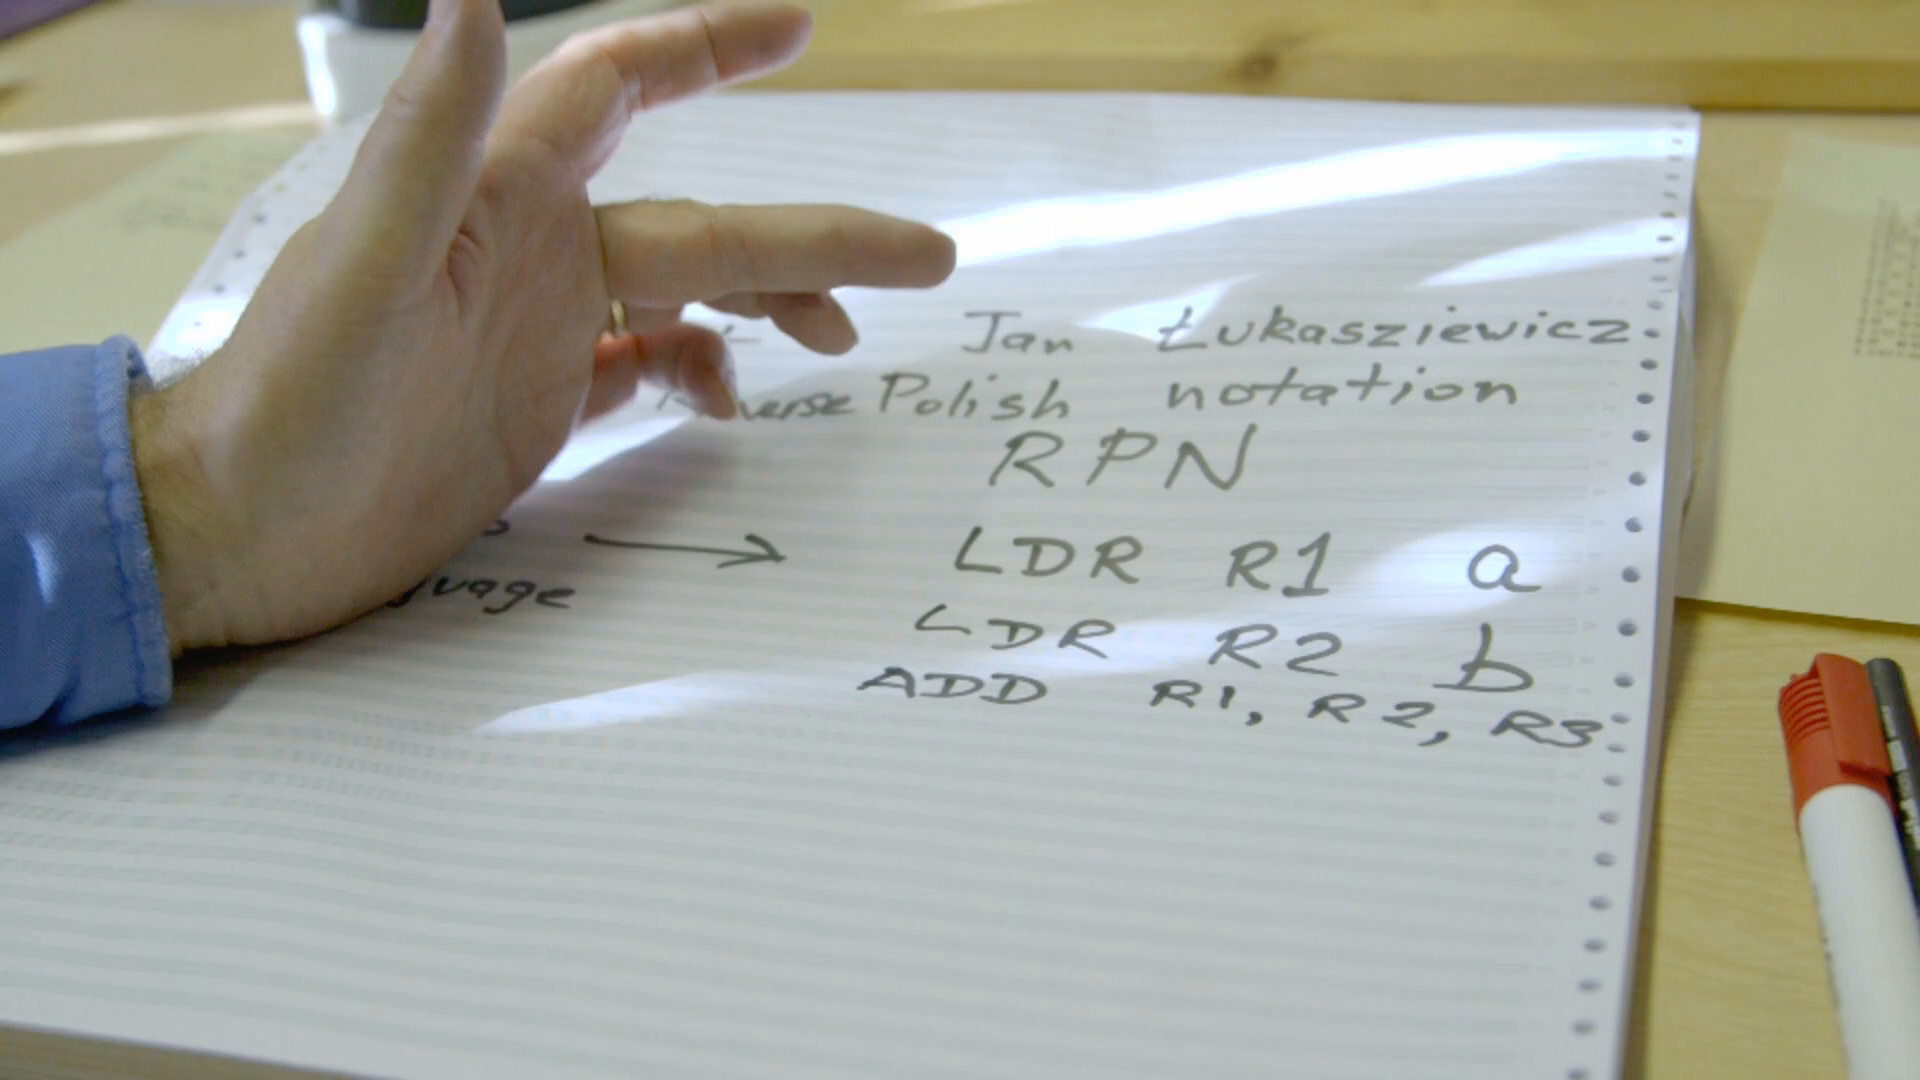 Jan Łukasziewicz
Polish notation
RPN
LDR R1 a
LDR R2 b
ADD R1, R2, R3